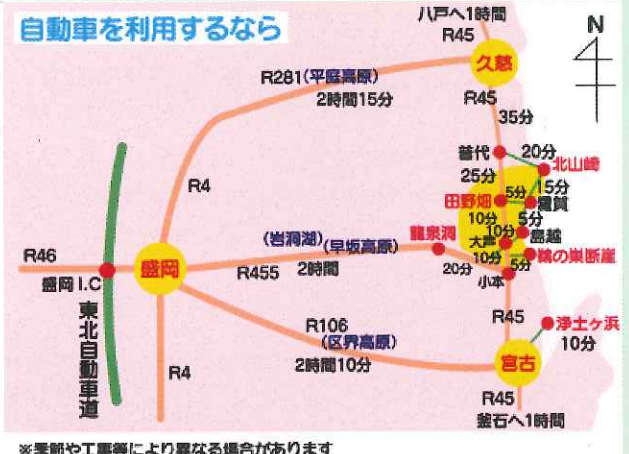 自動車を利用するなら
八戸へ1時間
R45
N
久慈
R281(平庭高原)
2時間15分
R45
35分
普代
20分
北山崎
25分
15分
R4
田野畑
5分
羅賀
10分
5分
10分
島越
大芦
(岩洞湖)
(早坂高原)
龍泉洞
10分
5分
鵜の巣断崖
R46
盛岡
R455
2時間
20分
小本
盛岡I.C
東北自動車道
R106
(区界高原)
2時間10分
R45
浄土ヶ浜
10分
R4
宮古
R45
釜石へ1時間
※季節や工事等により異なる場合があります